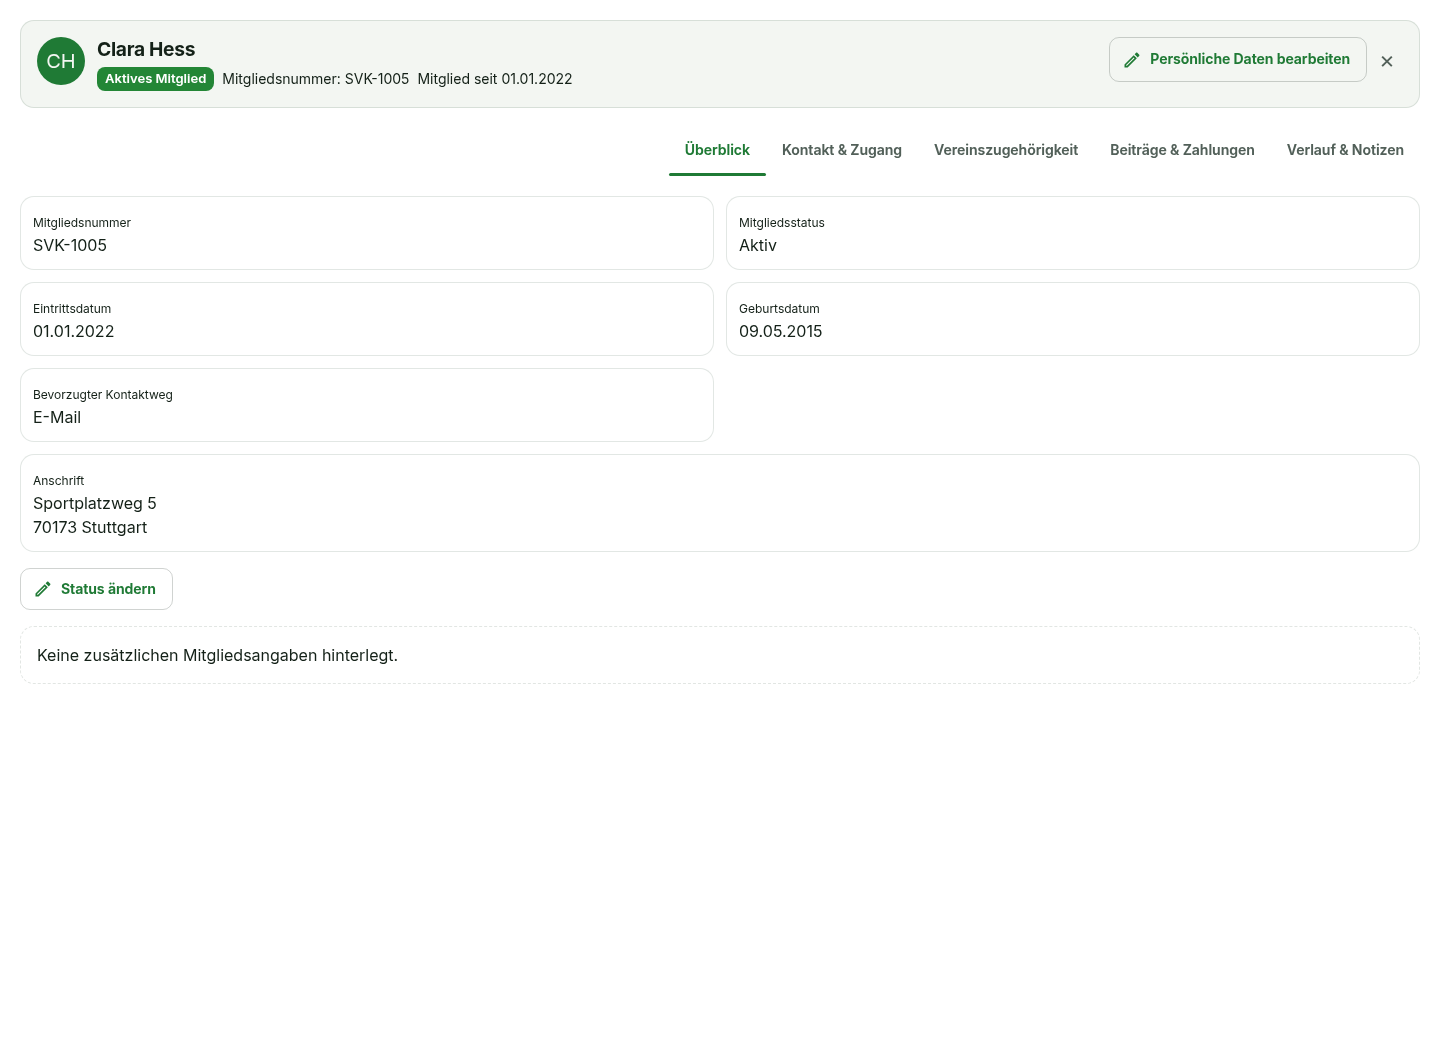 CH
Clara Hess
Aktives Mitglied Mitgliedsnummer: SVK-1005 Mitglied seit 01.01.2022
Persönliche Daten bearbeiten
Überblick Kontakt & Zugang Vereinszugehörigkeit Beiträge & Zahlungen Verlauf & Notizen
Mitgliedsnummer
SVK-1005
Mitgliedsstatus
Aktiv
Eintrittsdatum
01.01.2022
Geburtsdatum
09.05.2015
Bevorzugter Kontaktweg
E-Mail
Anschrift
Sportplatzweg 5
70173 Stuttgart
Status ändern
Keine zusätzlichen Mitgliedsangaben hinterlegt.